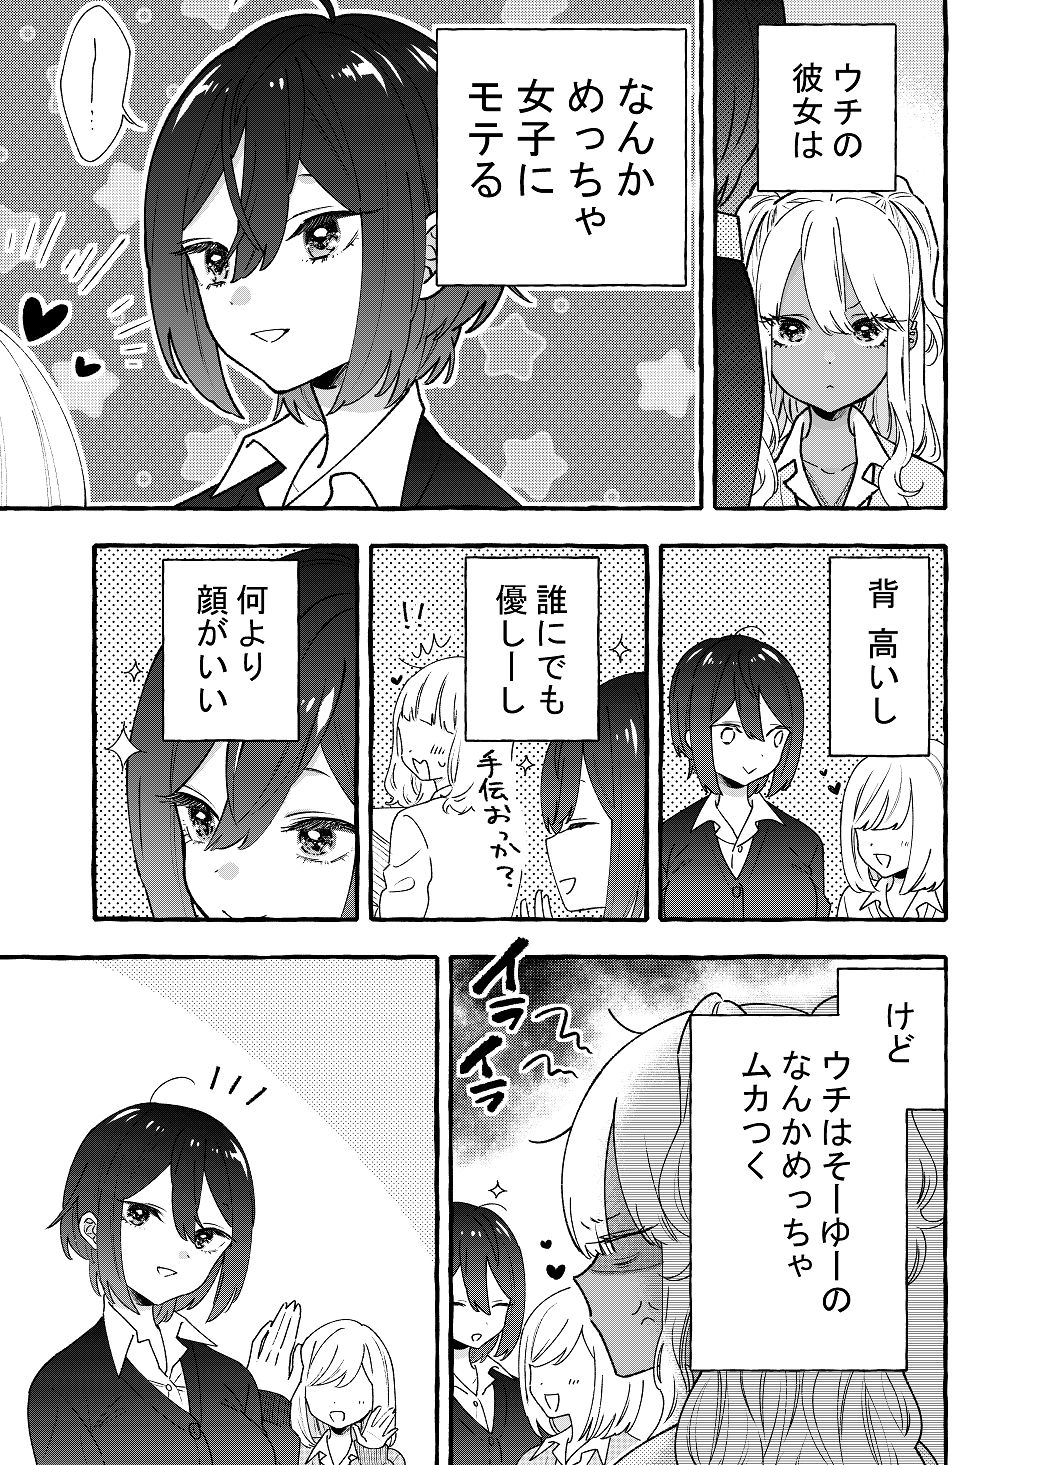 ウチの
彼女は
なんか
めっちゃ
女子に
モテる
……
背 高いし
誰にでも
優しーし
!!
手伝おっか?
何より
顔がいい
けど
ウチはそーゆーの
なんかめっちゃ
ムカつく
イラ
イラ